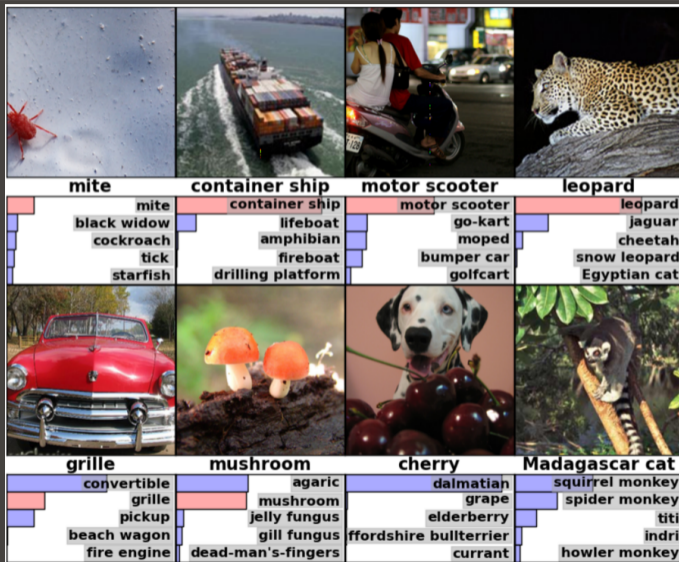 mite
container ship
motor scooter
leopard
mite
black widow
cockroach
tick
starfish
container ship
lifeboat
amphibian
fireboat
drilling platform
motor scooter
go-kart
moped
bumper car
golfcart
leopard
jaguar
cheetah
snow leopard
Egyptian cat
grille
mushroom
cherry
Madagascar cat
convertible
grille
pickup
beach wagon
fire engine
agaric
mushroom
jelly fungus
gill fungus
dead-man's-fingers
dalmatian
grape
elderberry
ffordshire bullterrier
currant
squirrel monkey
spider monkey
titi
indri
howler monkey